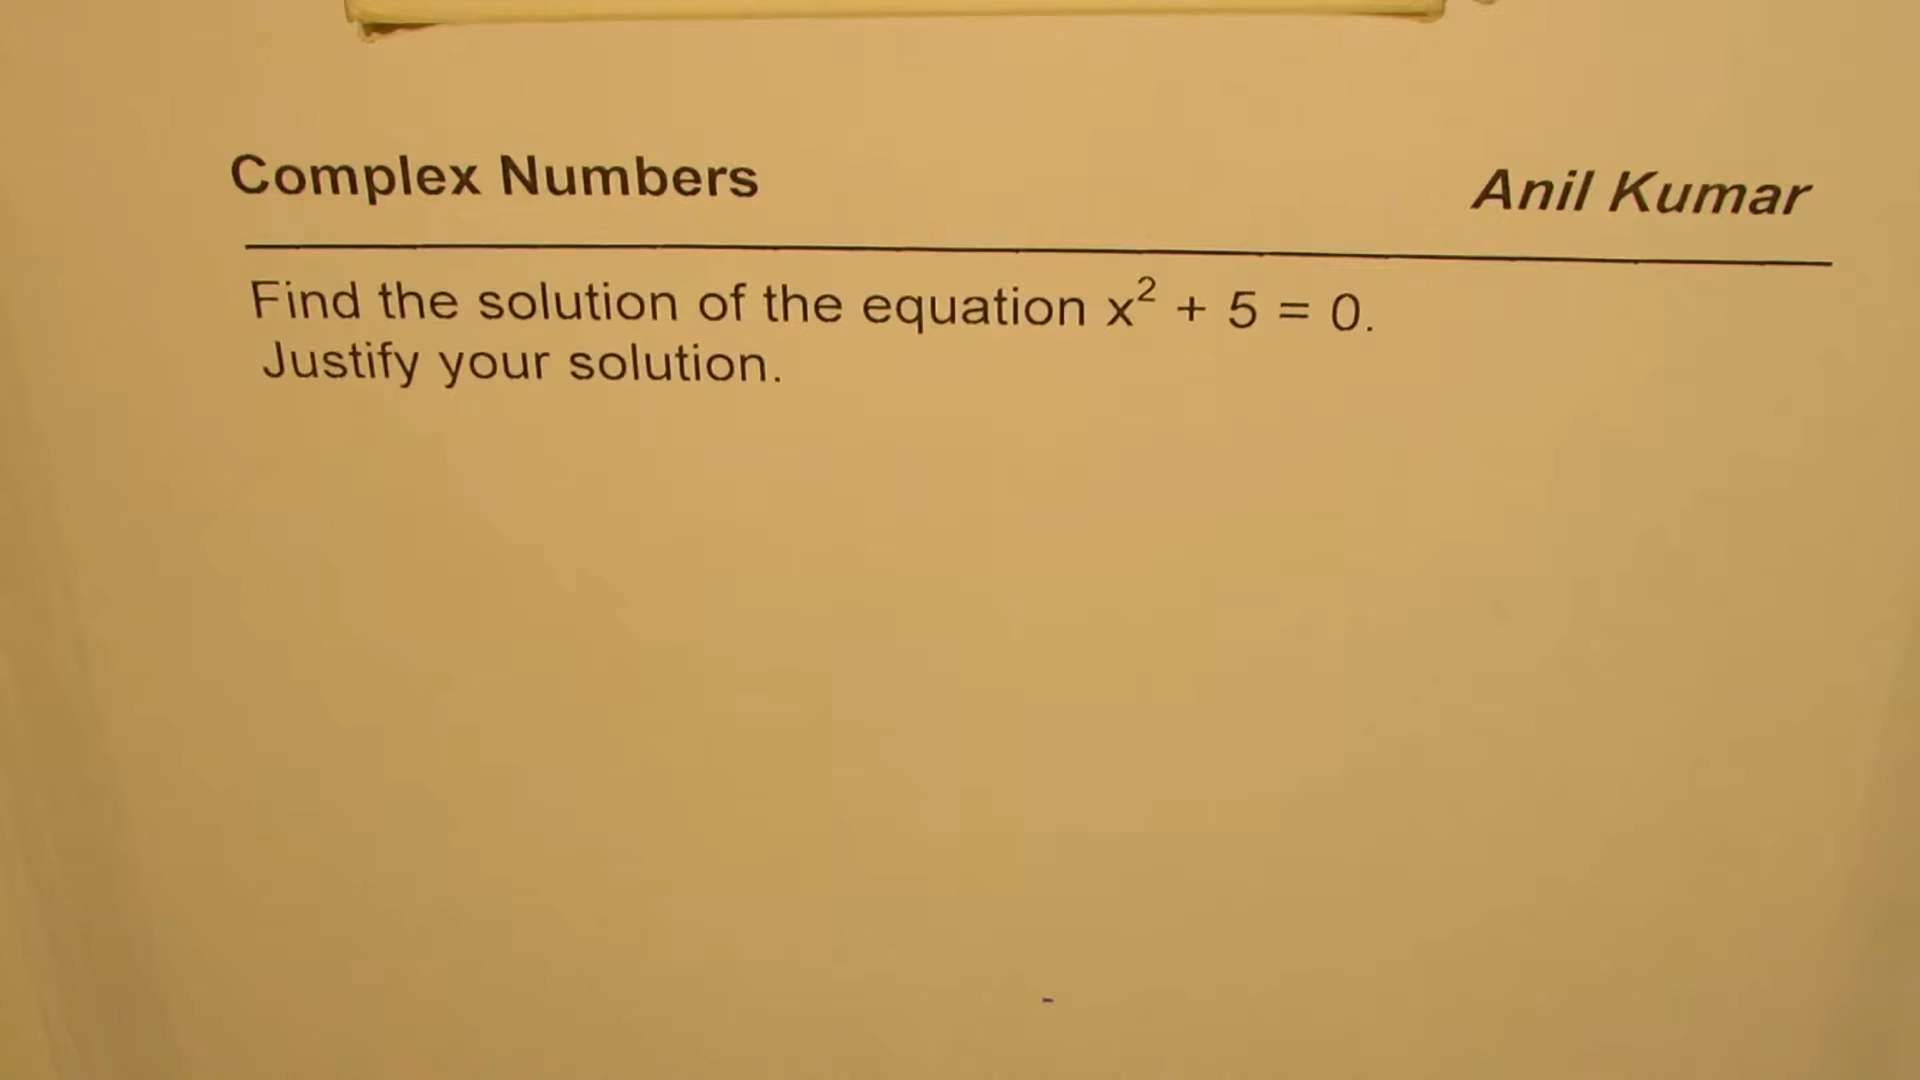 Complex Numbers
Anil Kumar
Find the solution of the equation x² + 5 = 0.
Justify your solution.